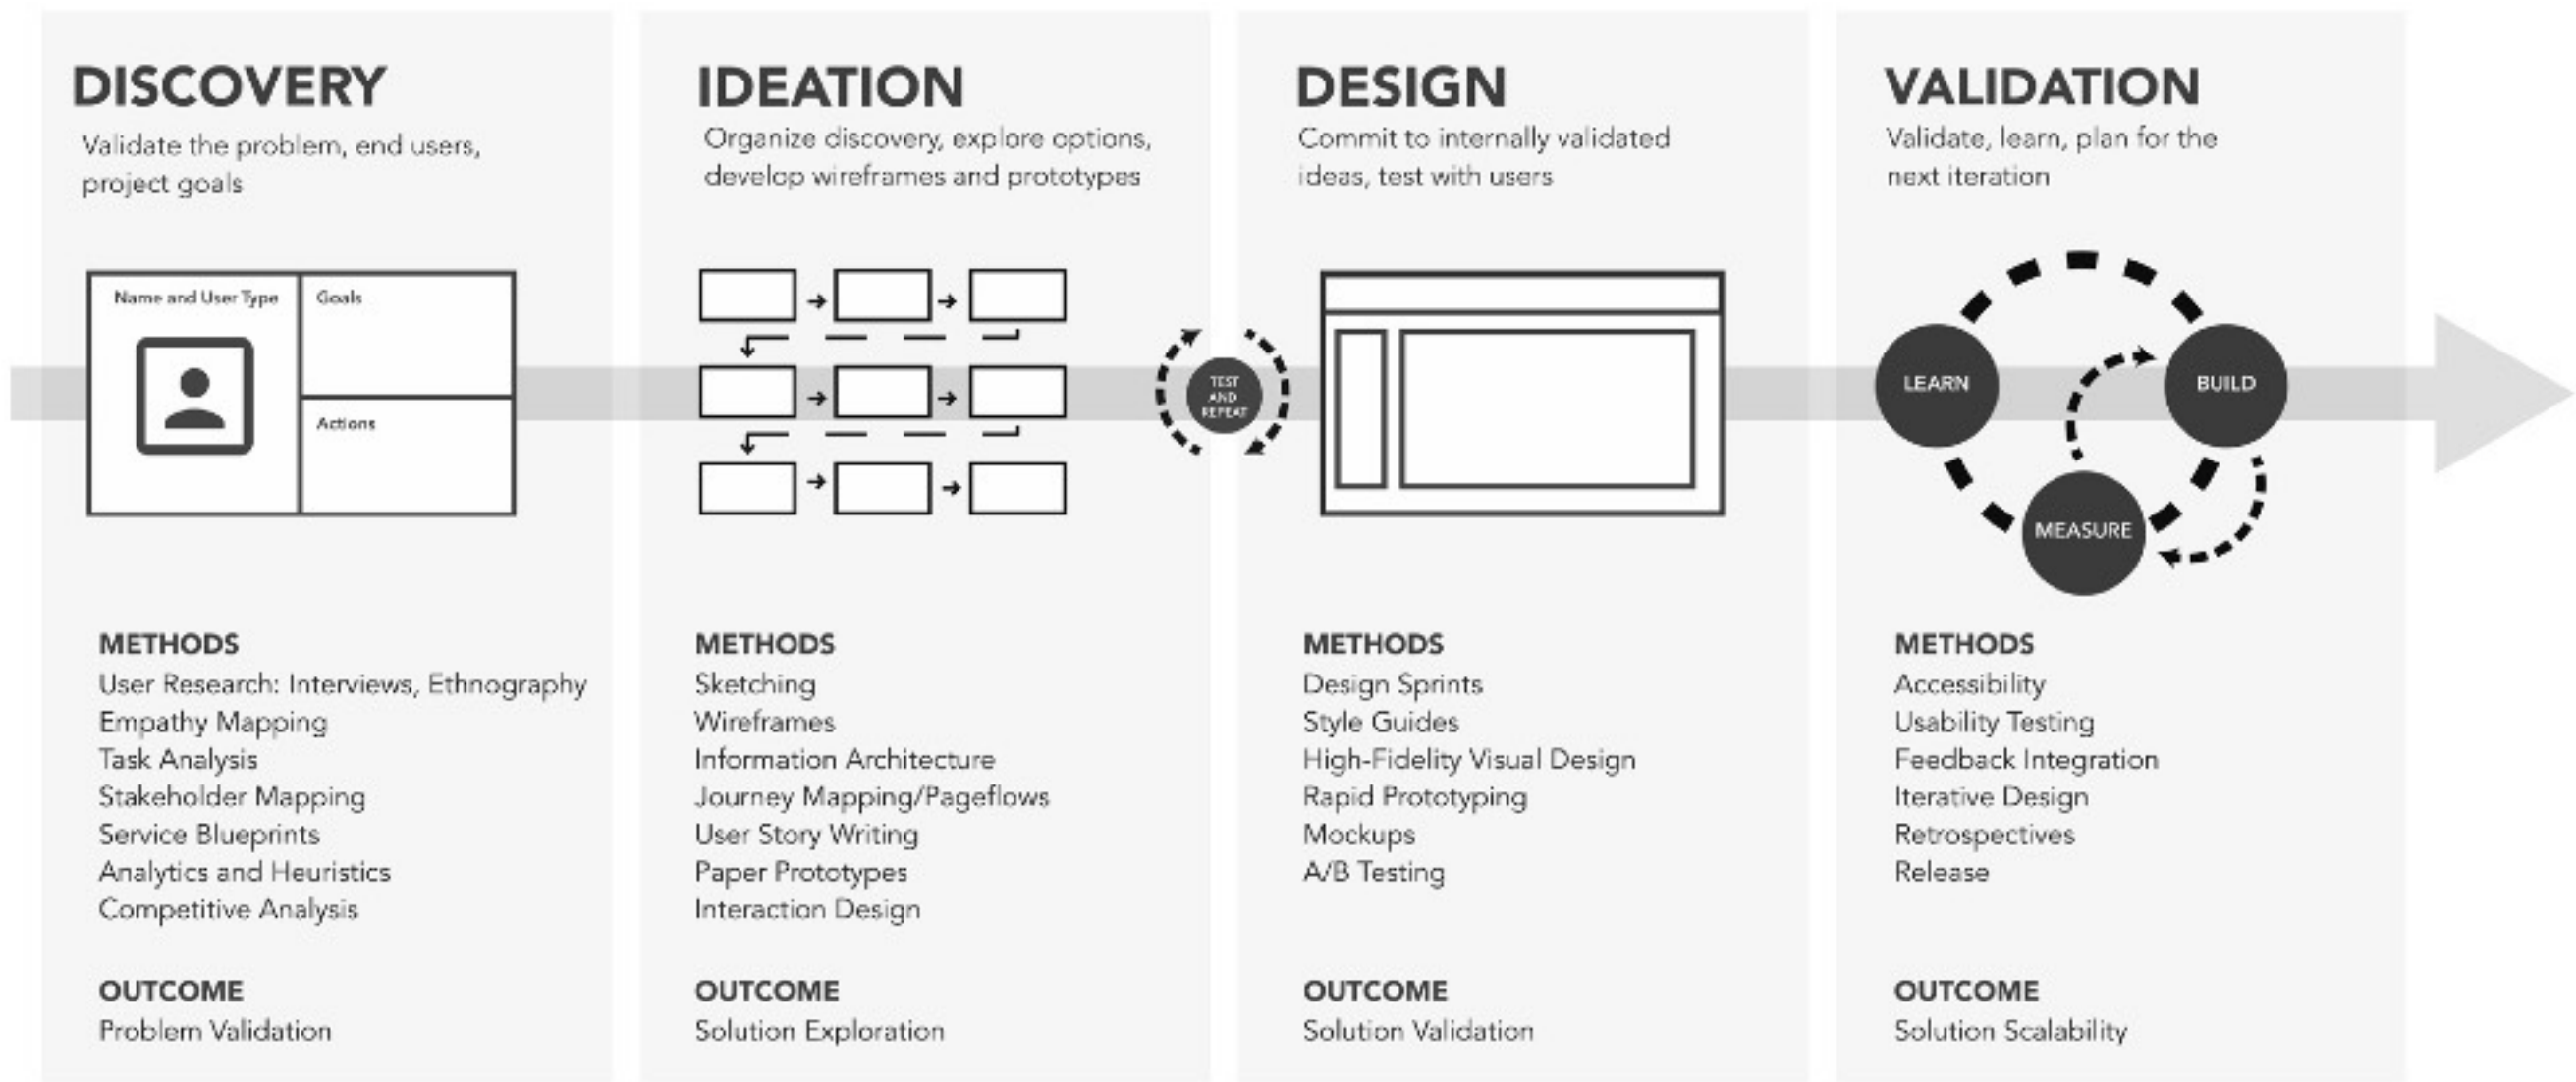 DISCOVERY
Validate the problem, end users,
project goals
Name and User Type
Goals
Actions
METHODS
User Research: Interviews, Ethnography
Empathy Mapping
Task Analysis
Stakeholder Mapping
Service Blueprints
Analytics and Heuristics
Competitive Analysis
OUTCOME
Problem Validation
IDEATION
Organize discovery, explore options,
develop wireframes and prototypes
TEST
AND
REPEAT
METHODS
Sketching
Wireframes
Information Architecture
Journey Mapping/Pageflows
User Story Writing
Paper Prototypes
Interaction Design
OUTCOME
Solution Exploration
DESIGN
Commit to internally validated
ideas, test with users
METHODS
Design Sprints
Style Guides
High-Fidelity Visual Design
Rapid Prototyping
Mockups
A/B Testing
OUTCOME
Solution Validation
VALIDATION
Validate, learn, plan for the
next iteration
LEARN
BUILD
MEASURE
METHODS
Accessibility
Usability Testing
Feedback Integration
Iterative Design
Retrospectives
Release
OUTCOME
Solution Scalability